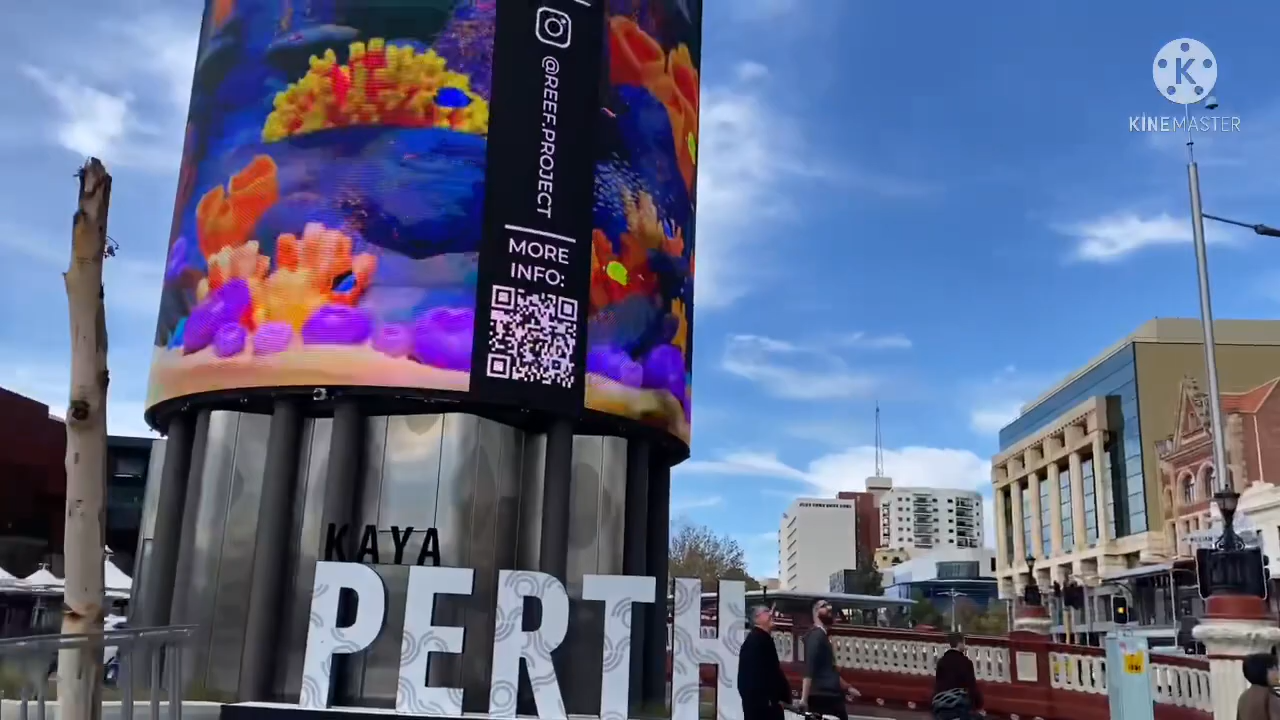 @REEF.PROJECT
MORE
INFO:
KAYA
PERTH
K
KINEMASTER